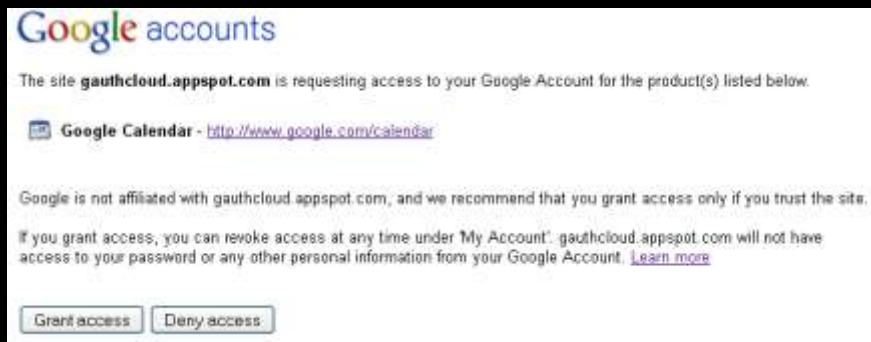 Google accounts
The site gauthcloud.appspot.com is requesting access to your Google Account for the product(s) listed below.
Google Calendar - http://www.google.com/calendar
Google is not affiliated with gauthcloud.appspot.com, and we recommend that you grant access only if you trust the site.
If you grant access, you can revoke access at any time under 'My Account'. gauthcloud.appspot.com will not have
access to your password or any other personal information from your Google Account. Learn more
Grant access Deny access